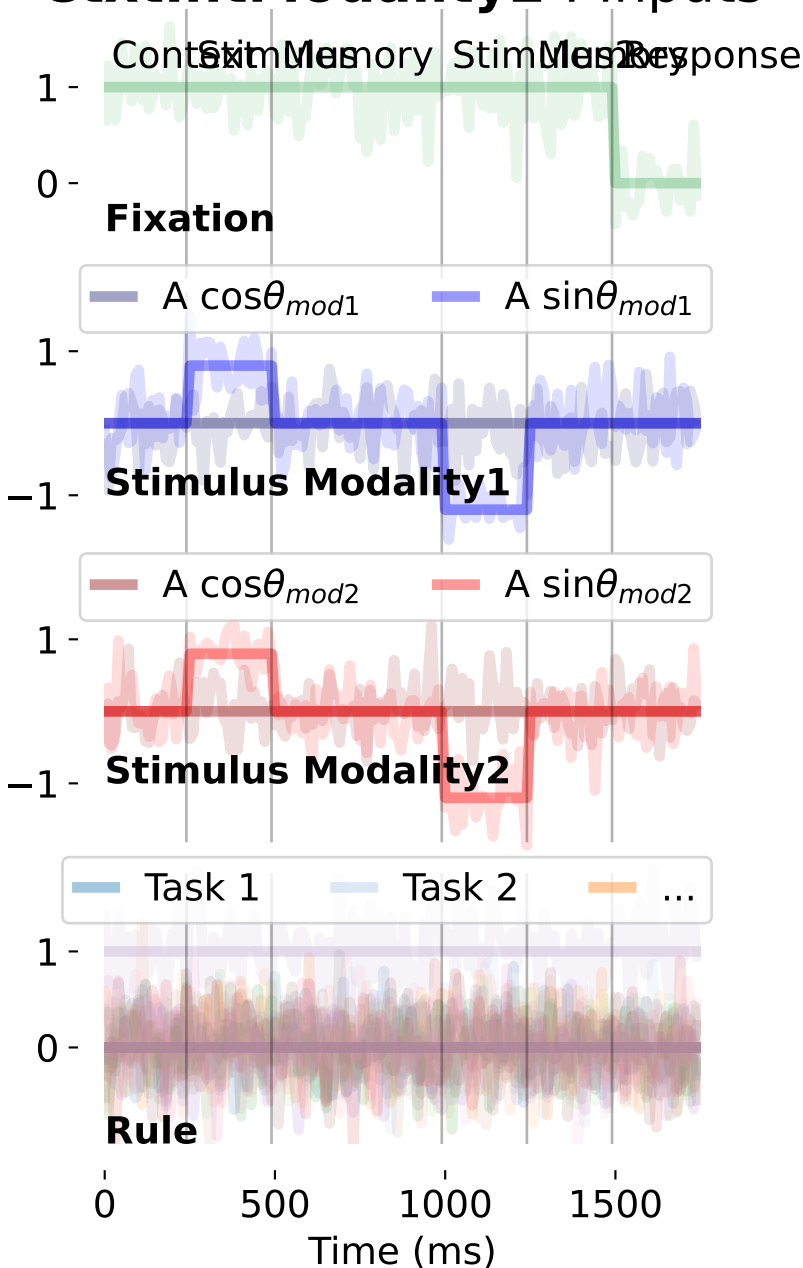 Context Stimulus Memory Stimulus2 Memory Response
1
0
Fixation
A cosθmod1 A sinθmod1
1
−1
Stimulus Modality1
A cosθmod2 A sinθmod2
1
−1
Stimulus Modality2
Task 1 Task 2 ...
1
0
Rule
0 500 1000 1500
Time (ms)